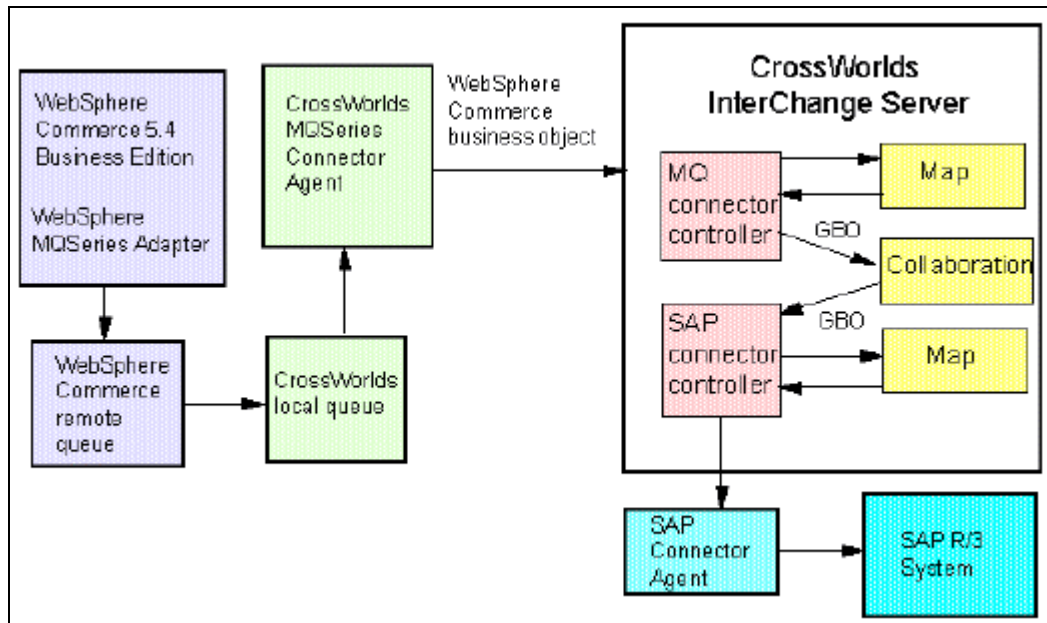 WebSphere
Commerce 5.4
Business Edition
WebSphere
MQSeries Adapter
WebSphere
Commerce
remote
queue
CrossWorlds
MQSeries
Connector
Agent
CrossWorlds
local queue
WebSphere
Commerce
business object
CrossWorlds
InterChange Server
MQ
connector
controller
Map
GBO
Collaboration
GBO
SAP
connector
controller
Map
SAP
Connector
Agent
SAP R/3
System